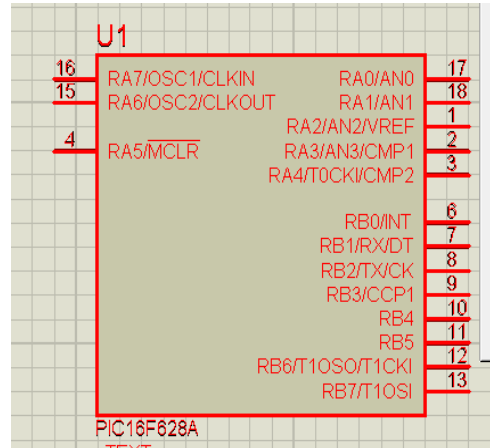 U1
16 RA7/OSC1/CLKIN RA0/AN0 17
15 RA6/OSC2/CLKOUT RA1/AN1 18
RA2/AN2/VREF 1
4 RA5/MCLR RA3/AN3/CMP1 2
RA4/T0CKI/CMP2 3
RB0/INT 6
RB1/RX/DT 7
RB2/TX/CK 8
RB3/CCP1 9
RB4 10
RB5 11
RB6/T1OSO/T1CKI 12
RB7/T1OSI 13
PIC16F628A
TEXT